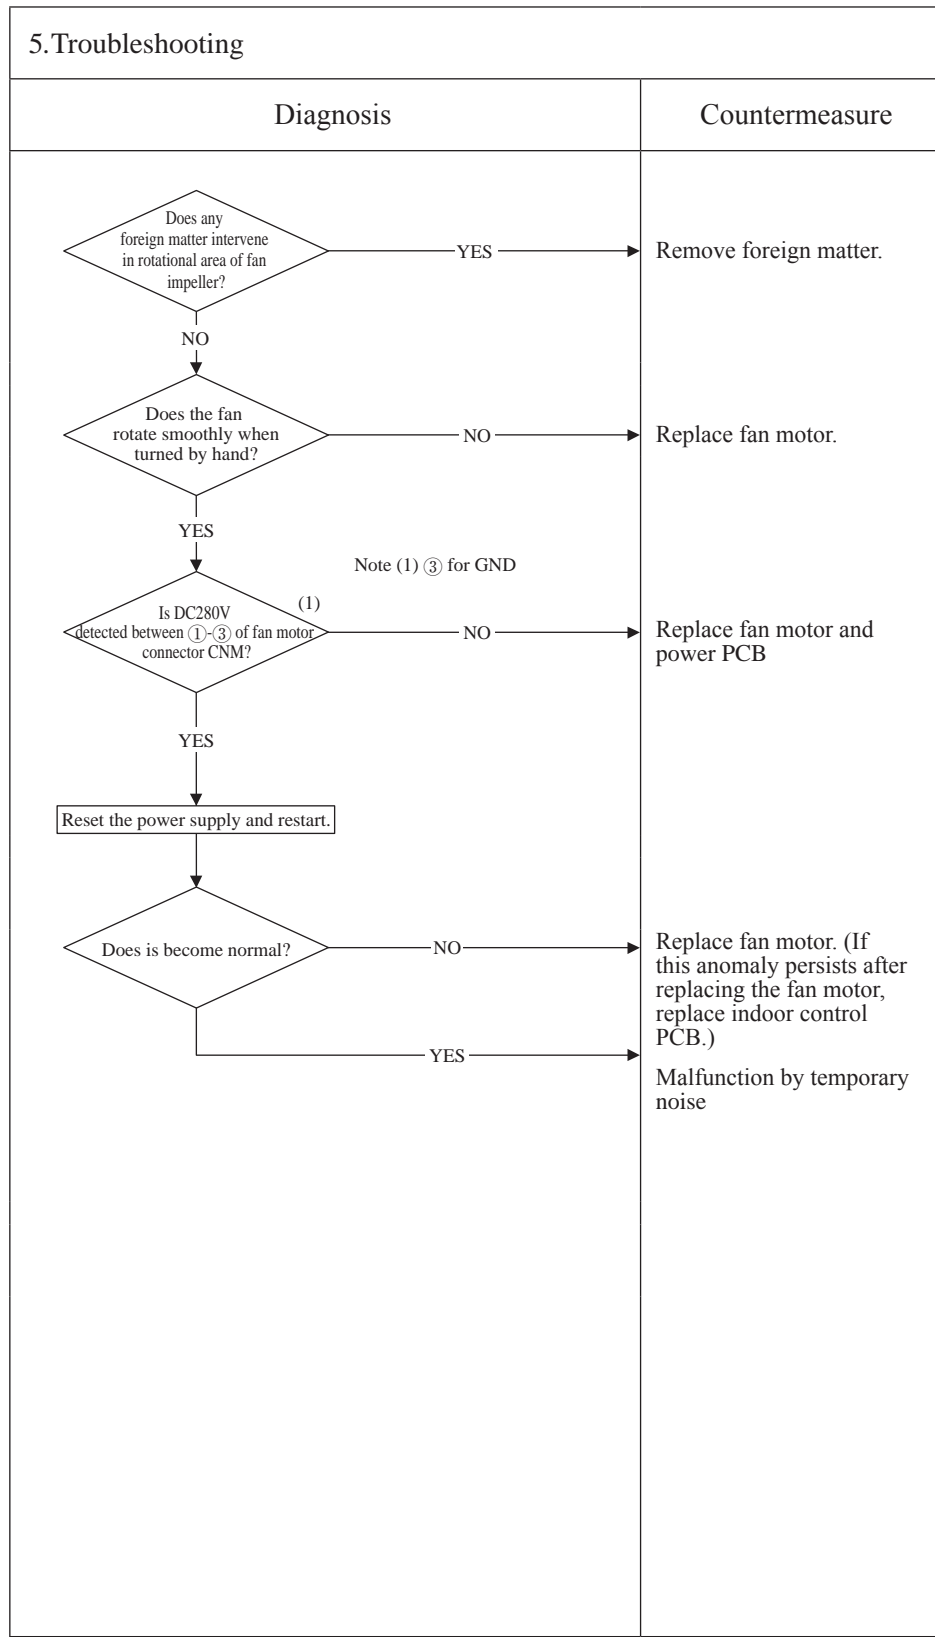 5.Troubleshooting
Diagnosis
Countermeasure
Does any
foreign matter intervene
in rotational area of fan
impeller?
YES
Remove foreign matter.
NO
Does the fan
rotate smoothly when
turned by hand?
NO
Replace fan motor.
YES
Note (1) ③ for GND
(1)
Is DC280V
detected between ①-③ of fan motor
connector CNM?
NO
Replace fan motor and
power PCB
YES
Reset the power supply and restart.
Does is become normal?
NO
Replace fan motor. (If
this anomaly persists after
replacing the fan motor,
replace indoor control
PCB.)
YES
Malfunction by temporary
noise